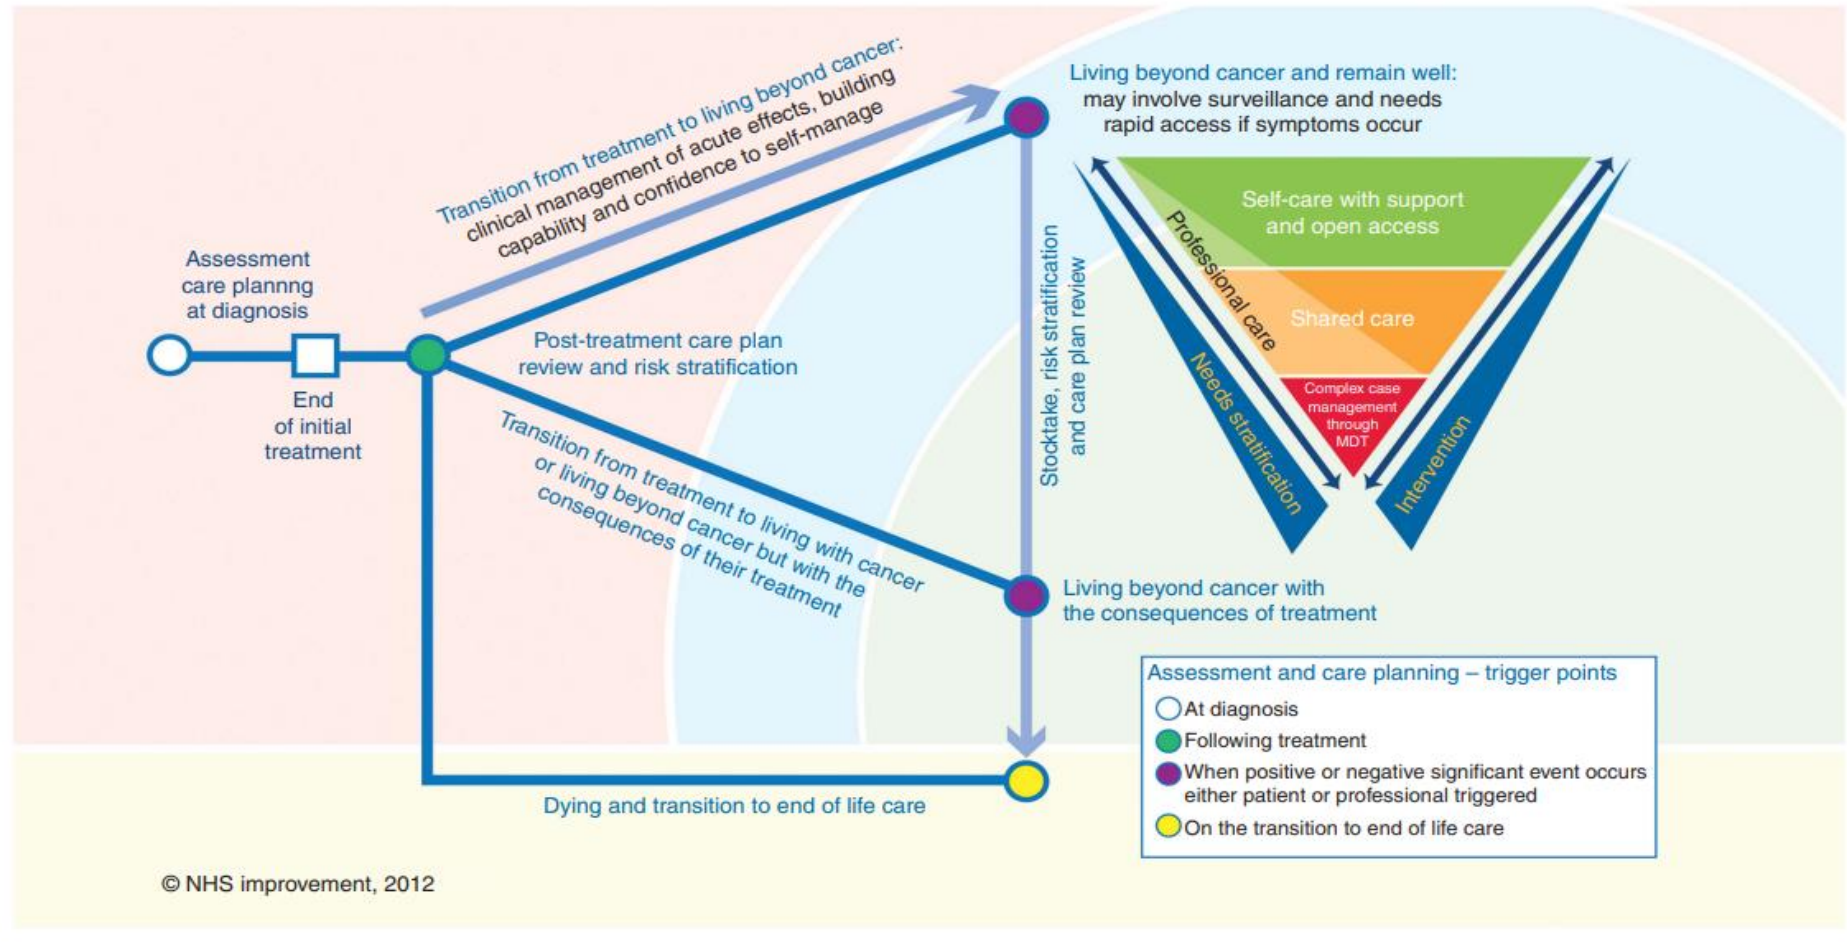 Assessment
care plannng
at diagnosis
End
of initial
treatment
Transition from treatment to living beyond cancer:
clinical management of acute effects, building
capability and confidence to self-manage
Post-treatment care plan
review and risk stratification
Transition from treatment to living with cancer
or living beyond cancer but with the
consequences of their treatment
Dying and transition to end of life care
Stocktake, risk stratification
and care plan review
Living beyond cancer and remain well:
may involve surveillance and needs
rapid access if symptoms occur
Self-care with support
and open access
Professional care
Shared care
Complex case
management
through
MDT
Needs stratification
Intervention
Living beyond cancer with
the consequences of treatment
Assessment and care planning – trigger points
At diagnosis
Following treatment
When positive or negative significant event occurs
either patient or professional triggered
On the transition to end of life care
© NHS improvement, 2012